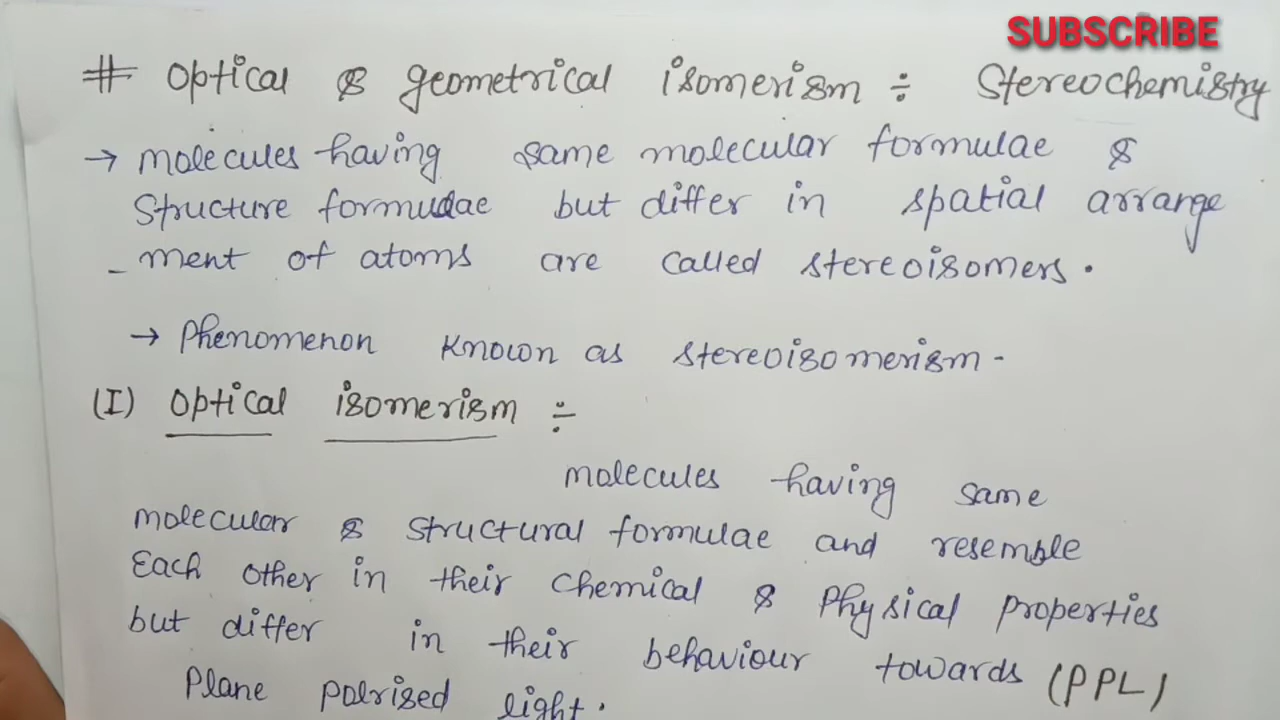 SUBSCRIBE
# Optical & geometrical isomerism ÷ Stereochemistry
→ molecules having same molecular formulae &
Structure formulae but differ in spatial arrange
- ment of atoms are called stereoisomers.
→ Phenomenon known as stereoisomerism.
(I) Optical isomerism ÷
molecules having same
molecular & structural formulae and resemble
Each other in their chemical & Physical properties
but differ in their behaviour towards (PPL)
Plane polrised light.